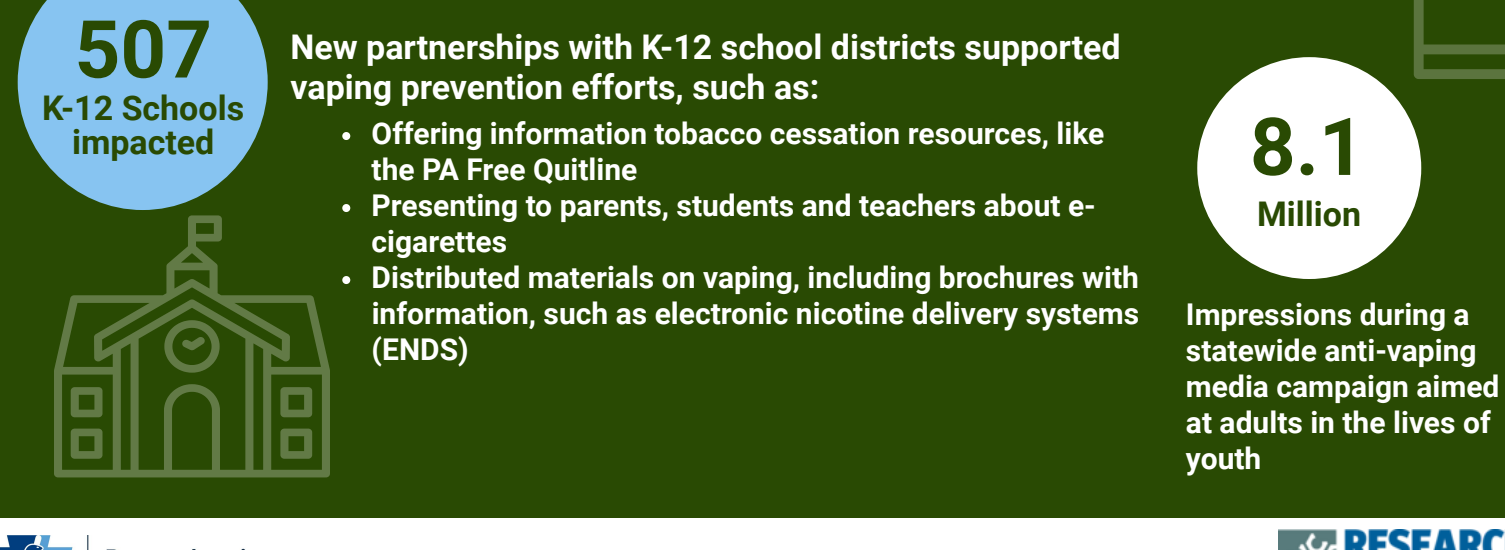 507
K-12 Schools
impacted
New partnerships with K-12 school districts supported
vaping prevention efforts, such as:
• Offering information tobacco cessation resources, like
the PA Free Quitline
• Presenting to parents, students and teachers about e-
cigarettes
• Distributed materials on vaping, including brochures with
information, such as electronic nicotine delivery systems
(ENDS)
8.1
Million
Impressions during a
statewide anti-vaping
media campaign aimed
at adults in the lives of
youth